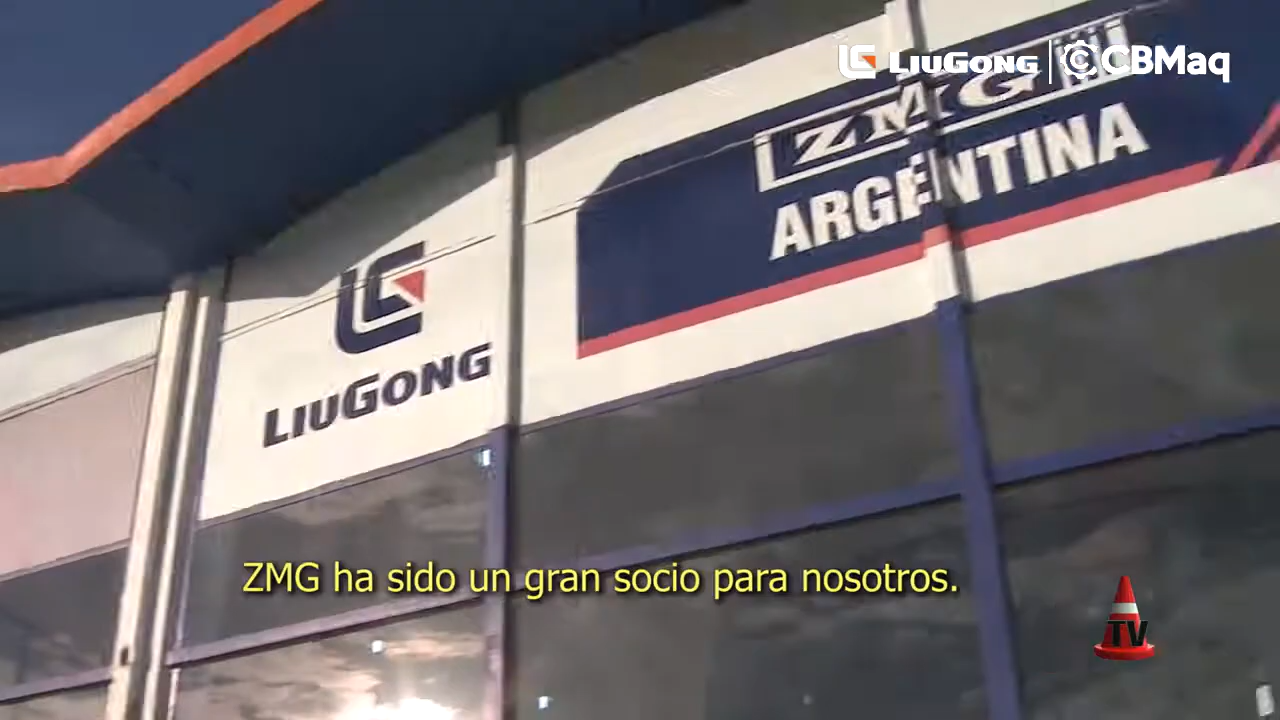 LIUGONG | CBMaq
ZMG
ARGENTINA
LIUGONG
ZMG ha sido un gran socio para nosotros.
TV